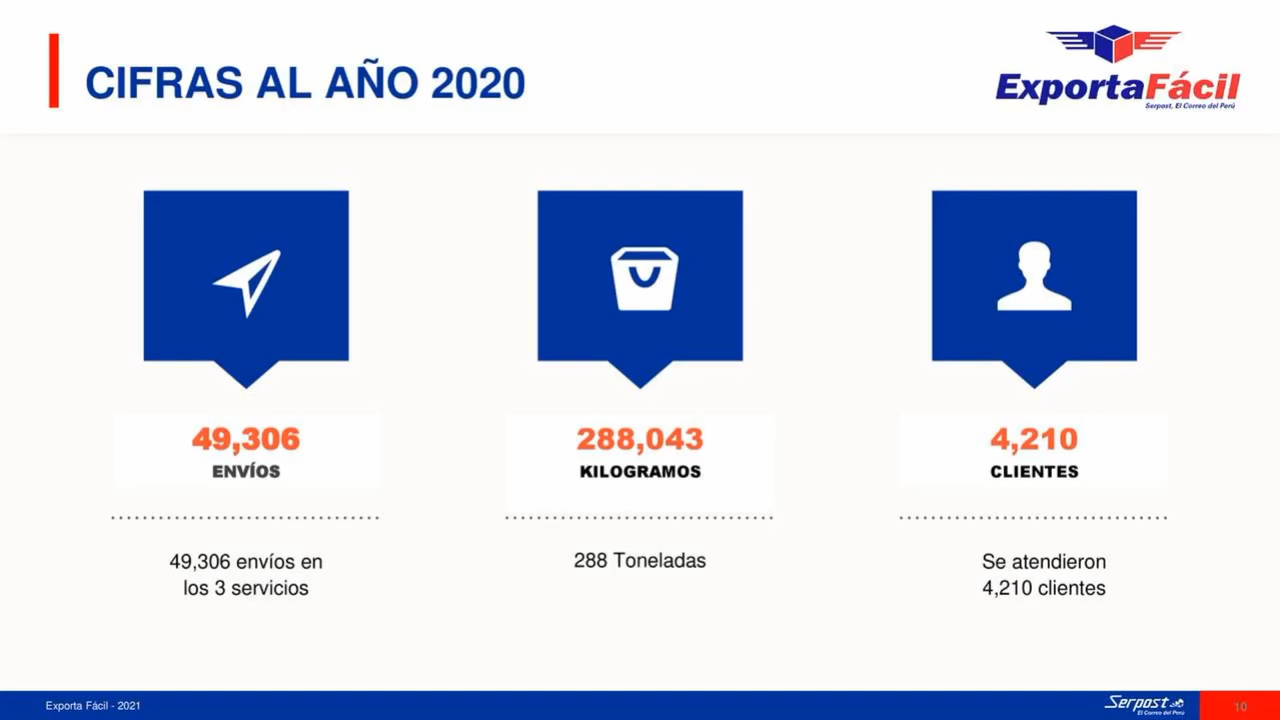 CIFRAS AL AÑO 2020
ExportaFácil
Serpost, El Correo del Perú
49,306
ENVÍOS
49,306 envíos en
los 3 servicios
288,043
KILOGRAMOS
288 Toneladas
4,210
CLIENTES
Se atendieron
4,210 clientes
Exporta Fácil - 2021
Serpost
El Correo del Perú
10